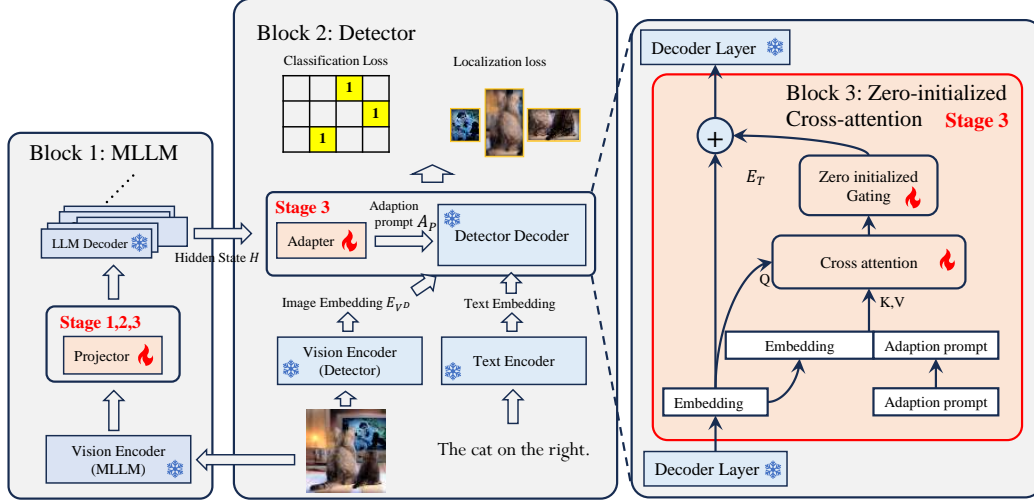 Block 1: MLLM
LLM Decoder
Hidden State H
Stage 1,2,3
Projector
Vision Encoder
(MLLM)
Block 2: Detector
Classification Loss
1
1
1
Localization loss
Stage 3
Adapter
Adaption
prompt A_P
Detector Decoder
Image Embedding E_{V^D}
Text Embedding
Vision Encoder
(Detector)
Text Encoder
The cat on the right.
Decoder Layer
Block 3: Zero-initialized
Cross-attention Stage 3
+
E_T
Zero initialized
Gating
Cross attention
Q
K,V
Embedding
Adaption prompt
Embedding
Adaption prompt
Decoder Layer